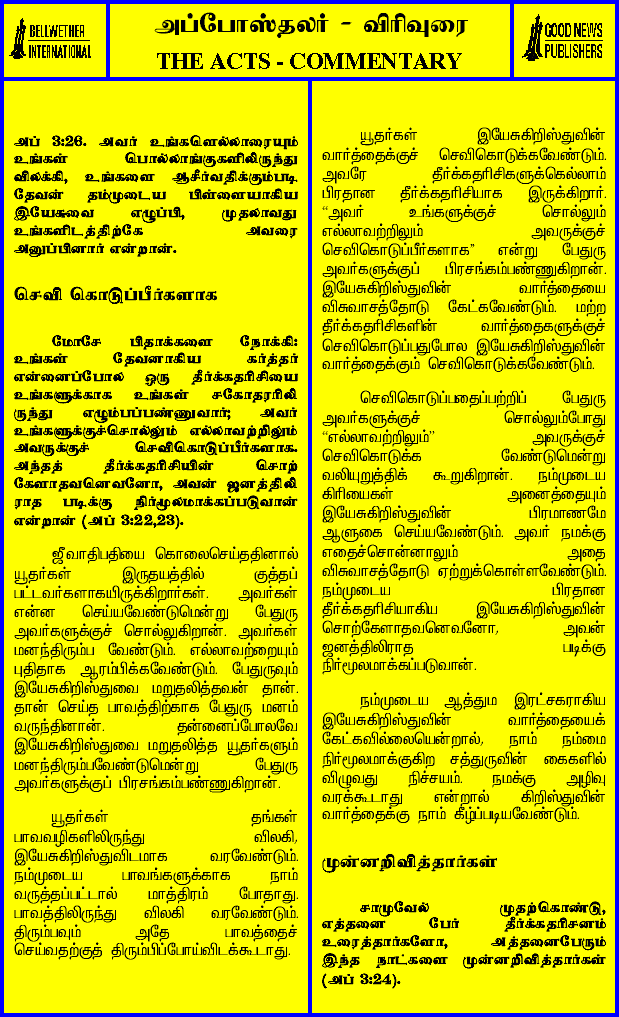 BELLWETHER
INTERNATIONAL
அப்போஸ்தலர் - விரிவுரை
THE ACTS - COMMENTARY
GOOD NEWS
PUBLISHERS
அப் 3:26. அவர் உங்களெல்லாரையும்
உங்கள் பொல்லாங்குகளிலிருந்து
விலக்கி, உங்களை ஆசீர்வதிக்கும்படி
தேவன் தம்முடைய பிள்ளையாகிய
இயேசுவை எழுப்பி, முதலாவது
உங்களிடத்திற்கே அவரை
அனுப்பினார் என்றான்.
செவி கொடுப்பீர்களாக
மோசே பிதாக்களை நோக்கி:
உங்கள் தேவனாகிய கர்த்தர்
என்னைப்போல ஒரு தீர்க்கதரிசியை
உங்களுக்காக உங்கள் சகோதரரிலி
ருந்து எழும்பப்பண்ணுவார்; அவர்
உங்களுக்குச்சொல்லும் எல்லாவற்றிலும்
அவருக்குச் செவிகொடுப்பீர்களாக.
அந்தத் தீர்க்கதரிசியின் சொற்
கேளாதவனெவனோ, அவன் ஜனத்திலி
ராத படிக்கு நிர்மூலமாக்கப்படுவான்
என்றான் (அப் 3:22,23).
ஜீவாதிபதியை கொலைசெய்ததினால்
யூதர்கள் இருதயத்தில் குத்தப்
பட்டவர்களாகயிருக்கிறார்கள். அவர்கள்
என்ன செய்யவேண்டுமென்று பேதுரு
அவர்களுக்குச் சொல்லுகிறான். அவர்கள்
மனந்திரும்ப வேண்டும். எல்லாவற்றையும்
புதிதாக ஆரம்பிக்கவேண்டும். பேதுருவும்
இயேசுகிறிஸ்துவை மறுதலித்தவன் தான்.
தான் செய்த பாவத்திற்காக பேதுரு மனம்
வருந்தினான். தன்னைப்போலவே
இயேசுகிறிஸ்துவை மறுதலித்த யூதர்களும்
மனந்திரும்பவேண்டுமென்று பேதுரு
அவர்களுக்குப் பிரசங்கம்பண்ணுகிறான்.
யூதர்கள் தங்கள்
பாவவழிகளிலிருந்து விலகி,
இயேசுகிறிஸ்துவிடமாக வரவேண்டும்.
நம்முடைய பாவங்களுக்காக நாம்
வருத்தப்பட்டால் மாத்திரம் போதாது.
பாவத்திலிருந்து விலகி வரவேண்டும்.
திரும்பவும் அதே பாவத்தைச்
செய்வதற்குத் திரும்பிப்போய்விடக்கூடாது.
யூதர்கள் இயேசுகிறிஸ்துவின்
வார்த்தைக்குச் செவிகொடுக்கவேண்டும்.
அவரே தீர்க்கதரிசிகளுக்கெல்லாம்
பிரதான தீர்க்கதரிசியாக இருக்கிறார்.
“அவர் உங்களுக்குச் சொல்லும்
எல்லாவற்றிலும் அவருக்குச்
செவிகொடுப்பீர்களாக” என்று பேதுரு
அவர்களுக்குப் பிரசங்கம்பண்ணுகிறான்.
இயேசுகிறிஸ்துவின் வார்த்தையை
விசுவாசத்தோடு கேட்கவேண்டும். மற்ற
தீர்க்கதரிசிகளின் வார்த்தைகளுக்குச்
செவிகொடுப்பதுபோல இயேசுகிறிஸ்துவின்
வார்த்தைக்கும் செவிகொடுக்கவேண்டும்.
செவிகொடுப்பதைப்பற்றிப் பேதுரு
அவர்களுக்குச் சொல்லும்போது
“எல்லாவற்றிலும்” அவருக்குச்
செவிகொடுக்க வேண்டுமென்று
வலியுறுத்திக் கூறுகிறான். நம்முடைய
கிரியைகள் அனைத்தையும்
இயேசுகிறிஸ்துவின் பிரமாணமே
ஆளுகை செய்யவேண்டும். அவர் நமக்கு
எதைச்சொன்னாலும் அதை
விசுவாசத்தோடு ஏற்றுக்கொள்ளவேண்டும்.
நம்முடைய பிரதான
தீர்க்கதரிசியாகிய இயேசுகிறிஸ்துவின்
சொற்கேளாதவனெவனோ, அவன்
ஜனத்திலிராத படிக்கு
நிர்மூலமாக்கப்படுவான்.
நம்முடைய ஆத்தும இரட்சகராகிய
இயேசுகிறிஸ்துவின் வார்த்தையைக்
கேட்கவில்லையென்றால், நாம் நம்மை
நிர்மூலமாக்குகிற சத்துருவின் கைகளில்
விழுவது நிச்சயம். நமக்கு அழிவு
வரக்கூடாது என்றால் கிறிஸ்துவின்
வார்த்தைக்கு நாம் கீழ்ப்படியவேண்டும்.
முன்னறிவித்தார்கள்
சாமுவேல் முதற்கொண்டு,
எத்தனை பேர் தீர்க்கதரிசனம்
உரைத்தார்களோ, அத்தனைபேரும்
இந்த நாட்களை முன்னறிவித்தார்கள்
(அப் 3:24).